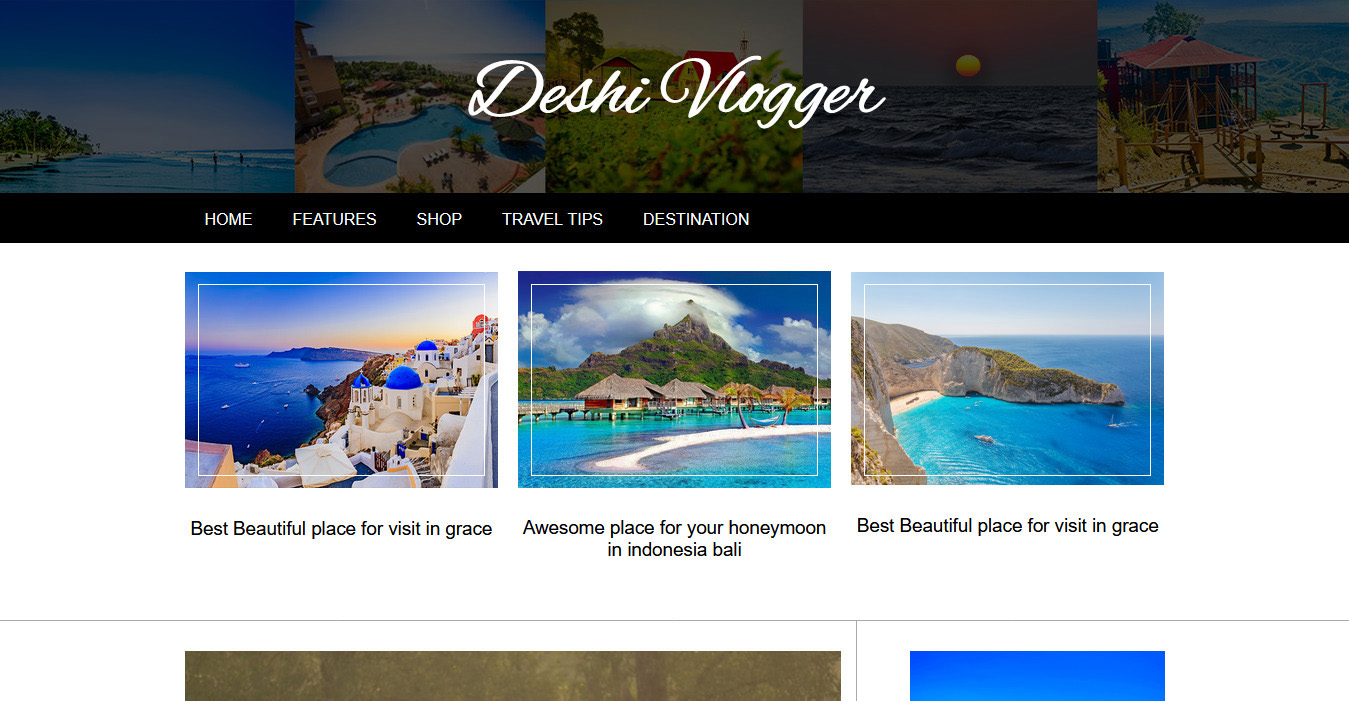 Deshi Vlogger
HOME FEATURES SHOP TRAVEL TIPS DESTINATION
Best Beautiful place for visit in grace
Awesome place for your honeymoon
in indonesia bali
Best Beautiful place for visit in grace